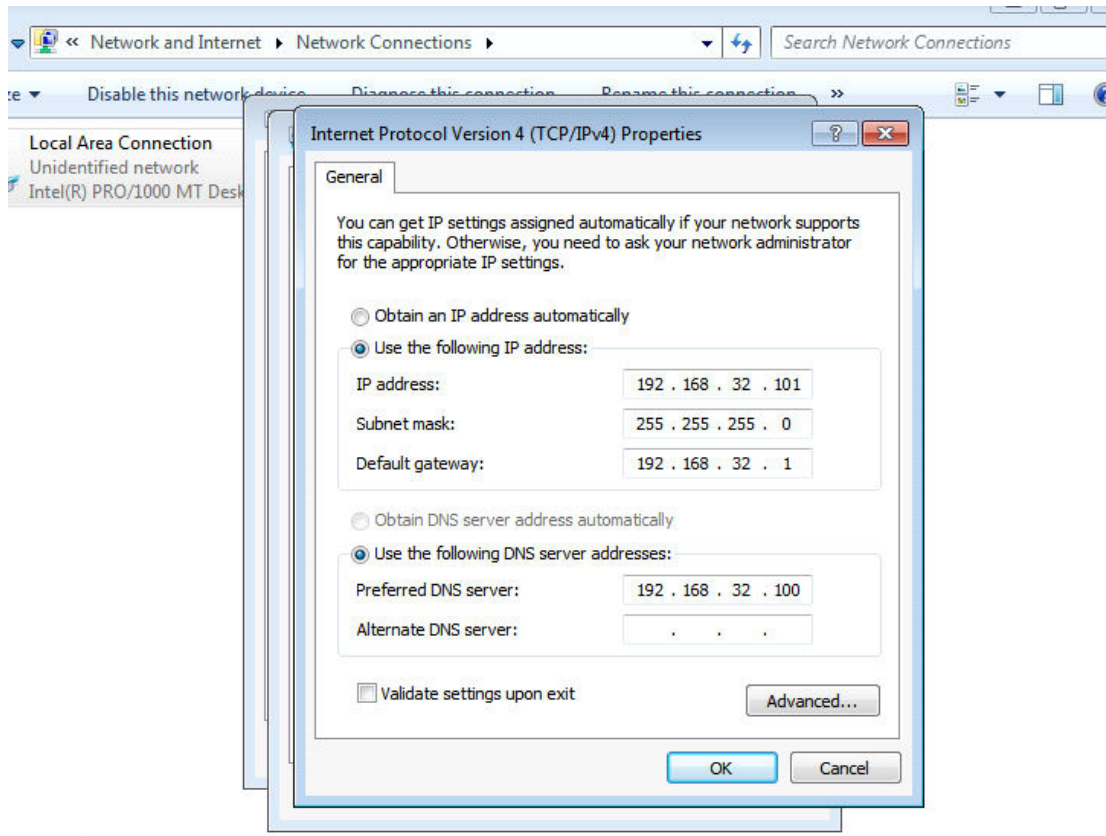 « Network and Internet ▸ Network Connections ▸
Search Network Connections
Disable this network device
Diagnose this connection
Rename this connection
»
Local Area Connection
Unidentified network
Intel(R) PRO/1000 MT Desk
Internet Protocol Version 4 (TCP/IPv4) Properties
General
You can get IP settings assigned automatically if your network supports
this capability. Otherwise, you need to ask your network administrator
for the appropriate IP settings.
Obtain an IP address automatically
Use the following IP address:
IP address: 192 . 168 . 32 . 101
Subnet mask: 255 . 255 . 255 . 0
Default gateway: 192 . 168 . 32 . 1
Obtain DNS server address automatically
Use the following DNS server addresses:
Preferred DNS server: 192 . 168 . 32 . 100
Alternate DNS server: . . .
Validate settings upon exit
Advanced...
OK
Cancel